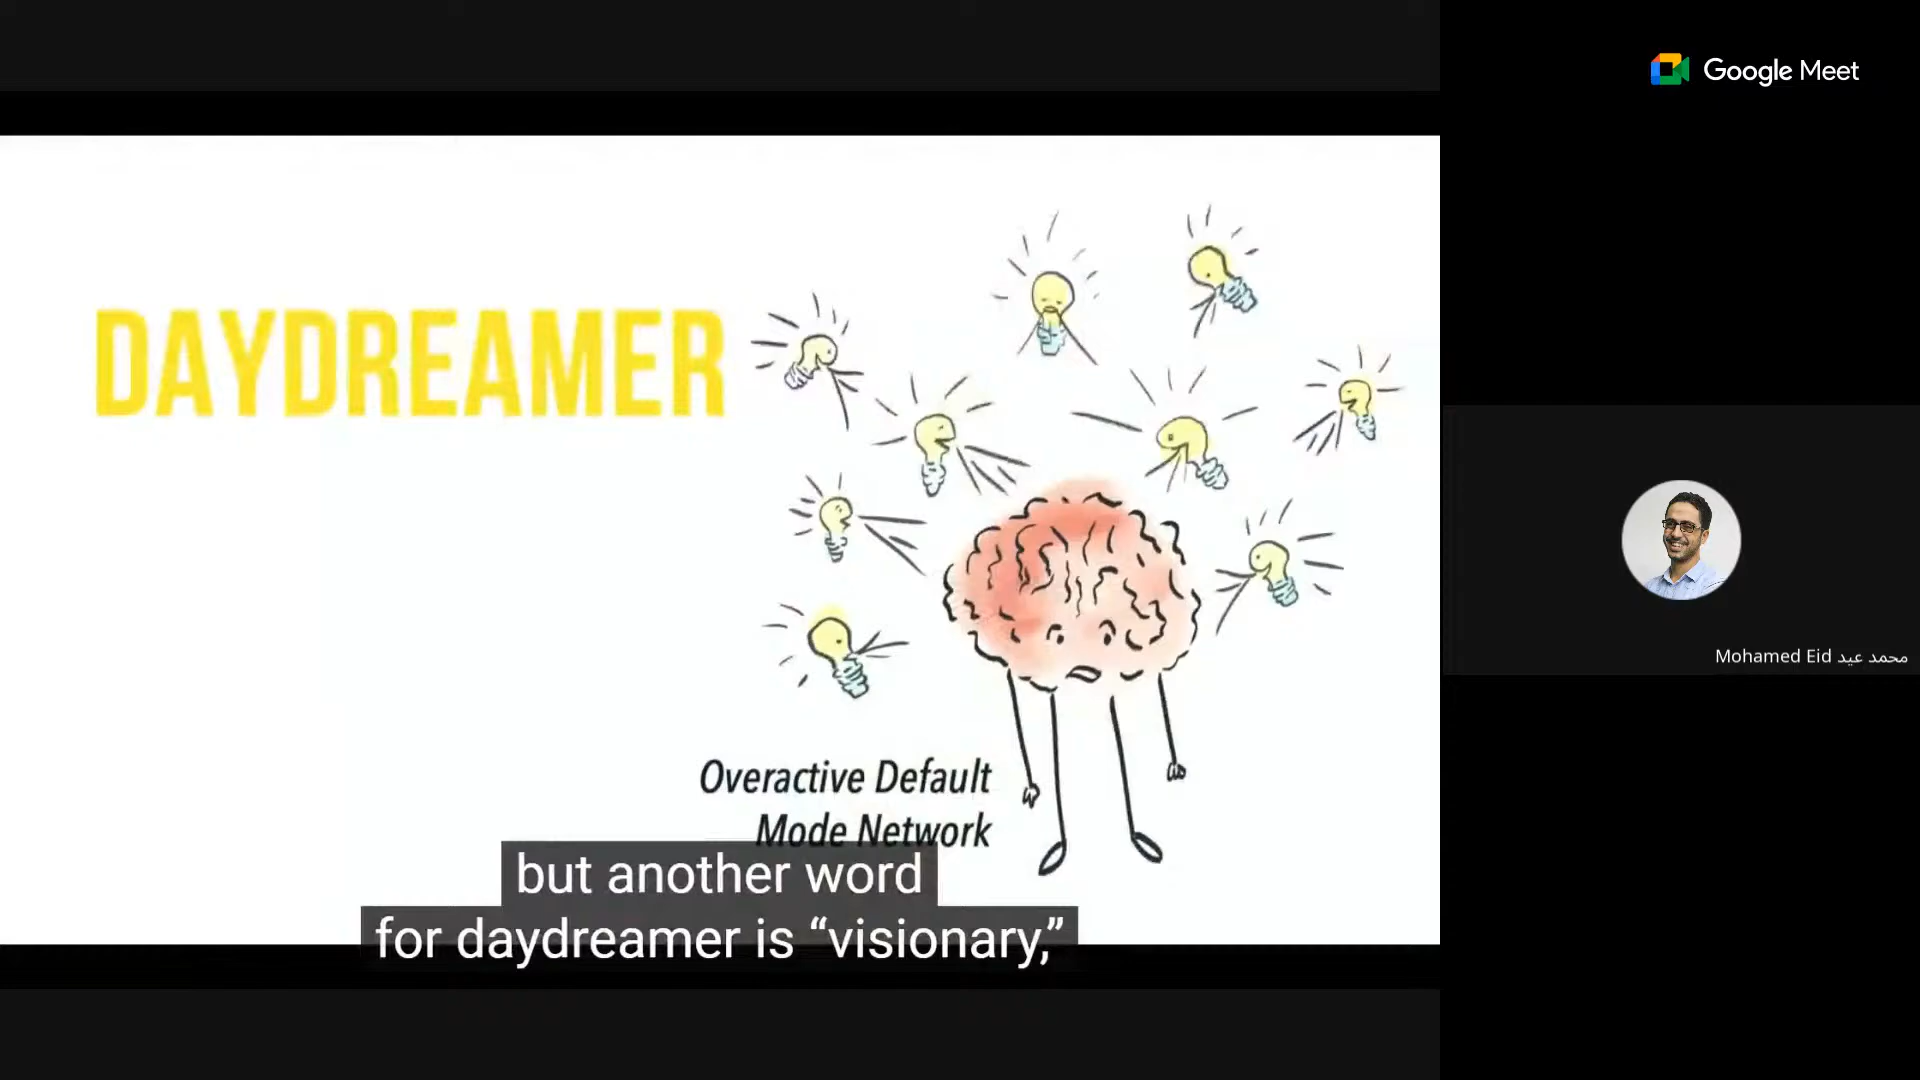 Google Meet
DAYDREAMER
Overactive Default
Mode Network
but another word
for daydreamer is “visionary,”
Mohamed Eid محمد عيد